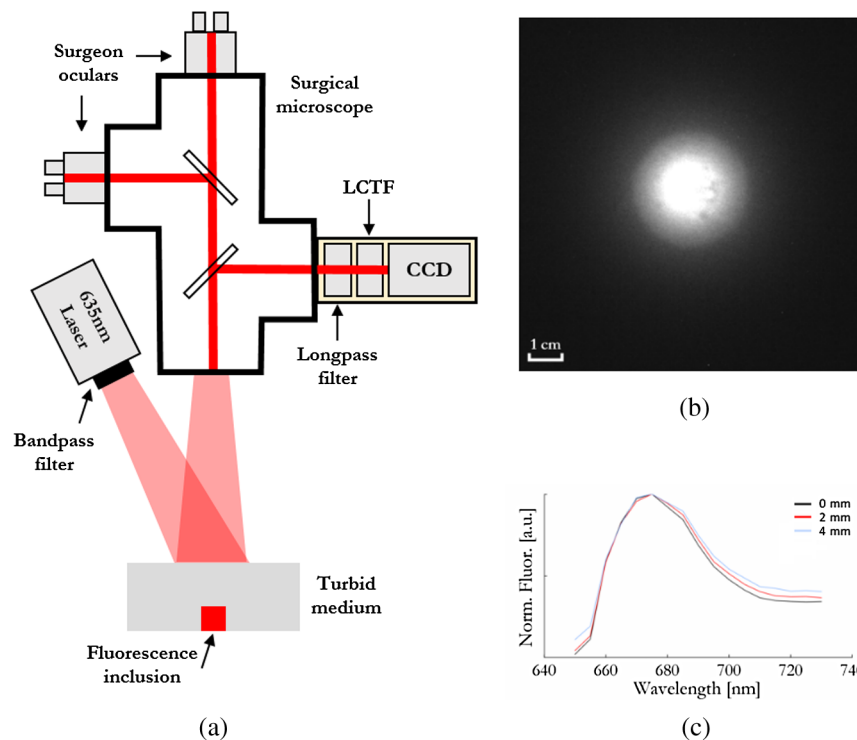 Surgeon
oculars
Surgical
microscope
LCTF
CCD
635nm
Laser
Longpass
filter
Bandpass
filter
Turbid
medium
Fluorescence
inclusion
(a)
1 cm
(b)
Norm. Fluor. [a.u.]
0 mm
2 mm
4 mm
640 660 680 700 720 740
Wavelength [nm]
(c)